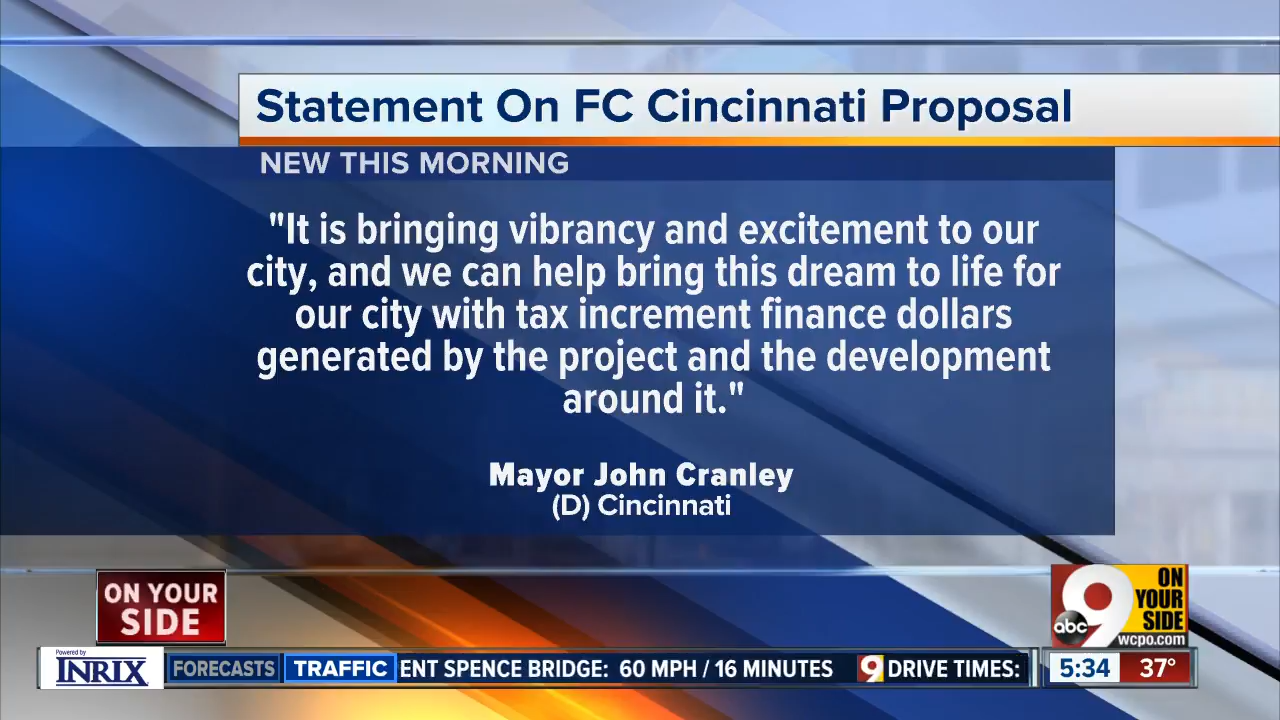 Statement On FC Cincinnati Proposal
NEW THIS MORNING
"It is bringing vibrancy and excitement to our
city, and we can help bring this dream to life for
our city with tax increment finance dollars
generated by the project and the development
around it."
Mayor John Cranley
(D) Cincinnati
ON YOUR
SIDE
9
abc
ON
YOUR
SIDE
wcpo.com
Powered by
INRIX
FORECASTS
TRAFFIC
ENT SPENCE BRIDGE: 60 MPH / 16 MINUTES 9 DRIVE TIMES:
5:34 37°